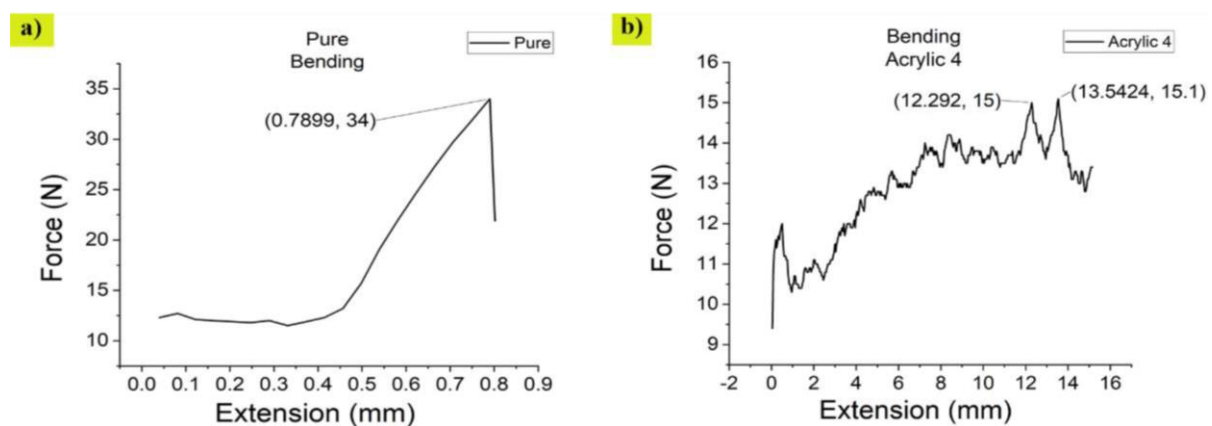 a)
Pure
Bending
Pure
(0.7899, 34)
35
30
25
20
15
10
Force (N)
0.0 0.1 0.2 0.3 0.4 0.5 0.6 0.7 0.8 0.9
Extension (mm)
b)
Bending
Acrylic 4
Acrylic 4
(12.292, 15)
(13.5424, 15.1)
16
15
14
13
12
11
10
9
Force (N)
-2 0 2 4 6 8 10 12 14 16
Extension (mm)